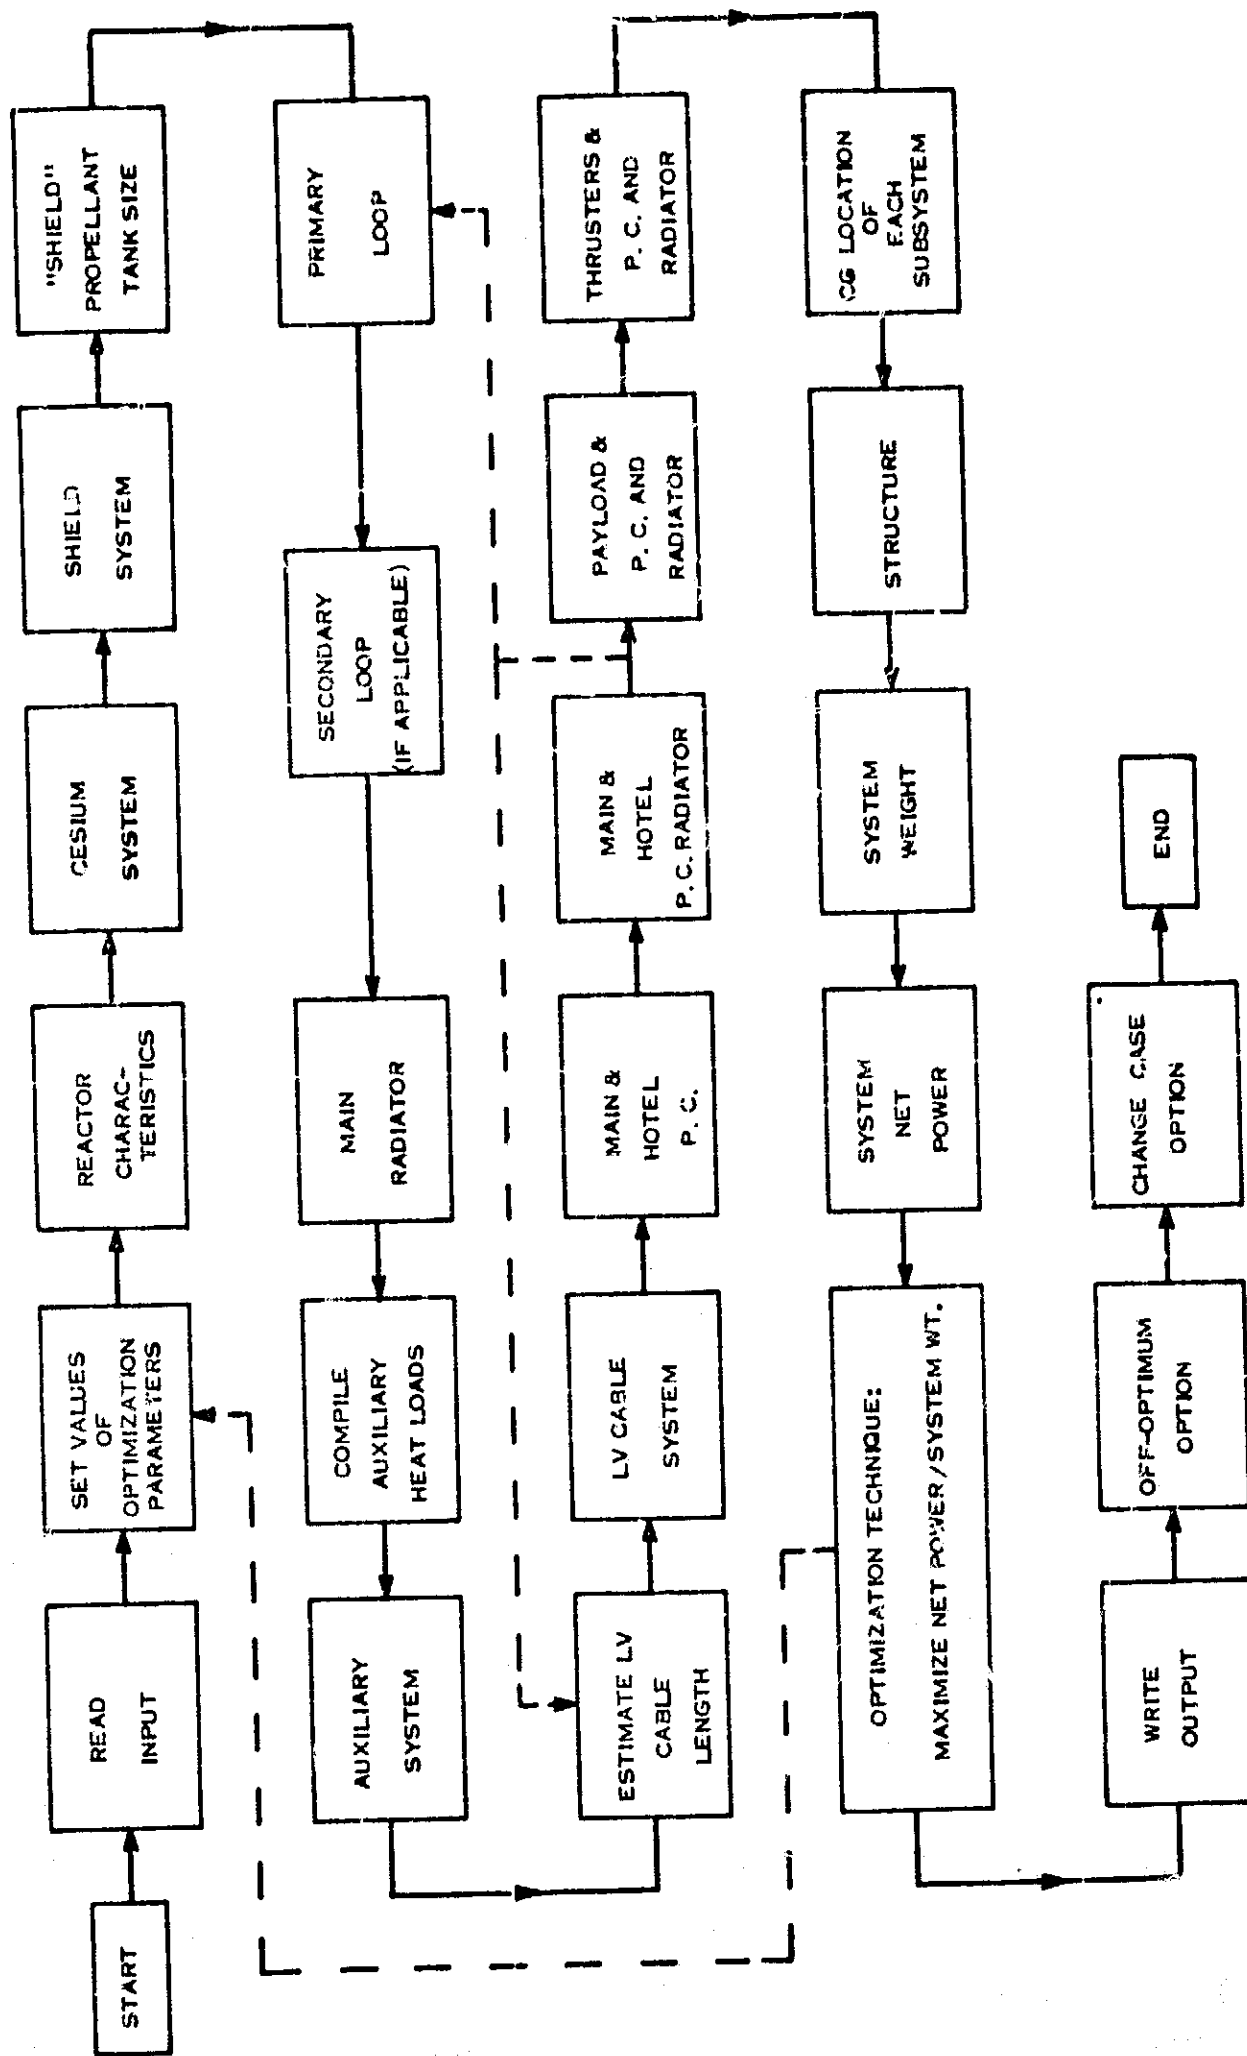 START
READ
INPUT
SET VALUES
OF
OPTIMIZATION
PARAMETERS
REACTOR
CHARAC-
TERISTICS
CESIUM
SYSTEM
SHIELD
SYSTEM
"SHIELD"
PROPELLANT
TANK SIZE
PRIMARY
LOOP
SECONDARY
LOOP
(IF APPLICABLE)
MAIN
RADIATOR
COMPILE
AUXILIARY
HEAT LOADS
AUXILIARY
SYSTEM
ESTIMATE LV
CABLE
LENGTH
LV CABLE
SYSTEM
MAIN &
HOTEL
P. C.
MAIN &
HOTEL
P. C. RADIATOR
PAYLOAD &
P. C. AND
RADIATOR
THRUSTERS &
P. C. AND
RADIATOR
CG LOCATION
OF
EACH
SUBSYSTEM
STRUCTURE
SYSTEM
WEIGHT
SYSTEM
NET
POWER
OPTIMIZATION TECHNIQUE:
MAXIMIZE NET POWER/SYSTEM WT.
WRITE
OUTPUT
OFF-OPTIMUM
OPTION
CHANGE CASE
OPTION
END